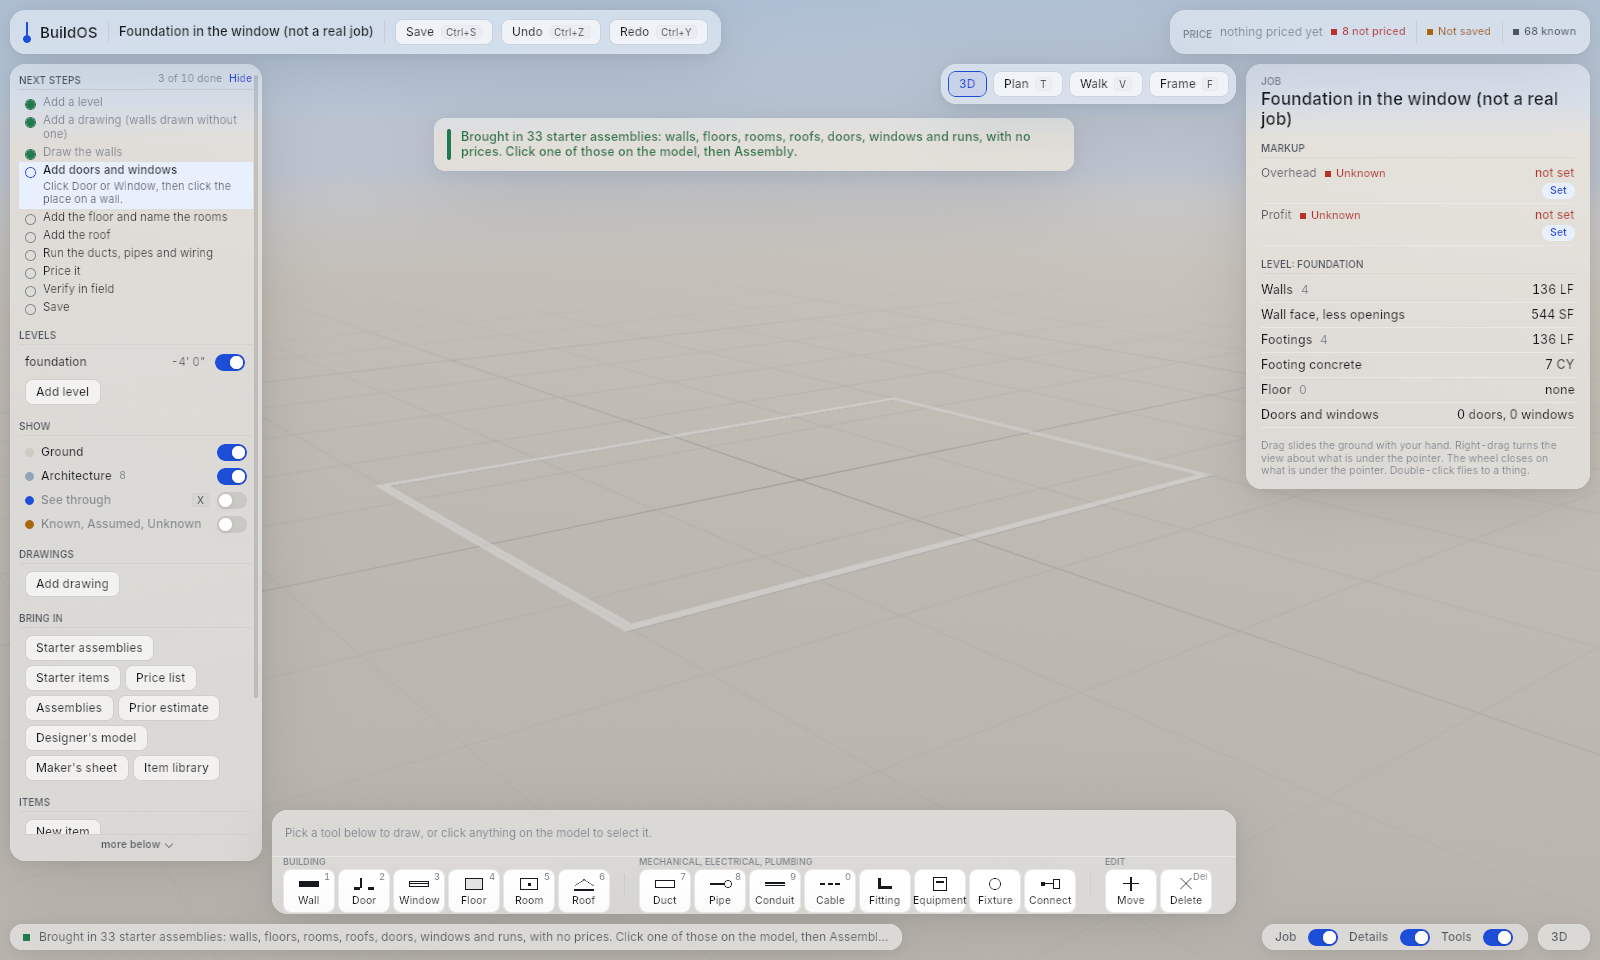 BuildOS
Foundation in the window (not a real job)
Save Ctrl+S
Undo Ctrl+Z
Redo Ctrl+Y
PRICE nothing priced yet 8 not priced Not saved 68 known
NEXT STEPS 3 of 10 done Hide
Add a level
Add a drawing (walls drawn without
one)
Draw the walls
Add doors and windows
Click Door or Window, then click the
place on a wall.
Add the floor and name the rooms
Add the roof
Run the ducts, pipes and wiring
Price it
Verify in field
Save
LEVELS
foundation -4' 0"
Add level
SHOW
Ground
Architecture 8
See through X
Known, Assumed, Unknown
DRAWINGS
Add drawing
BRING IN
Starter assemblies
Starter items Price list
Assemblies Prior estimate
Designer's model
Maker's sheet Item library
ITEMS
New item
more below
3D Plan T Walk V Frame F
Brought in 33 starter assemblies: walls, floors, rooms, roofs, doors, windows and runs, with no
prices. Click one of those on the model, then Assembly.
JOB
Foundation in the window (not a real
job)
MARKUP
Overhead Unknown not set
Set
Profit Unknown not set
Set
LEVEL: FOUNDATION
Walls 4 136 LF
Wall face, less openings 544 SF
Footings 4 136 LF
Footing concrete 7 CY
Floor 0 none
Doors and windows 0 doors, 0 windows
Drag slides the ground with your hand. Right-drag turns the
view about what is under the pointer. The wheel closes on
what is under the pointer. Double-click flies to a thing.
Pick a tool below to draw, or click anything on the model to select it.
BUILDING MECHANICAL, ELECTRICAL, PLUMBING EDIT
1 2 3 4 5 6 7 8 9 0 Del
Wall Door Window Floor Room Roof Duct Pipe Conduit Cable Fitting Equipment Fixture Connect Move Delete
Brought in 33 starter assemblies: walls, floors, rooms, roofs, doors, windows and runs, with no prices. Click one of those on the model, then Assembl...
Job Details Tools 3D